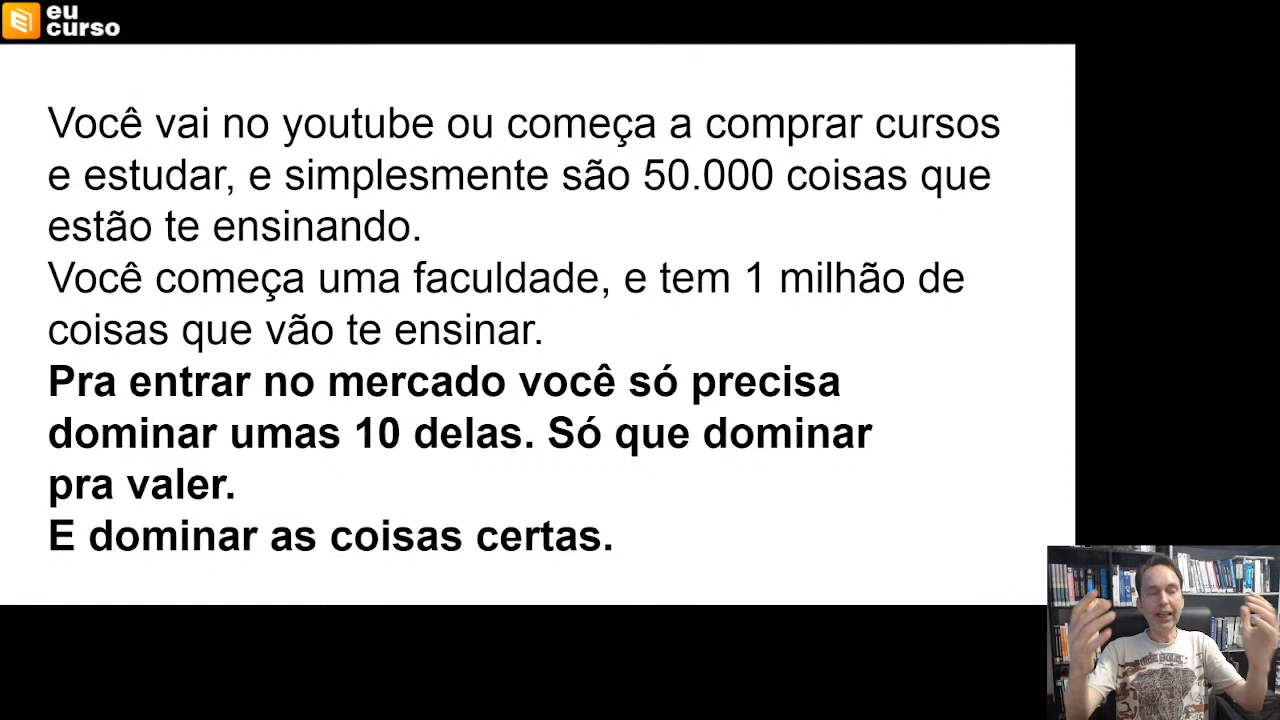 eu
curso
Você vai no youtube ou começa a comprar cursos
e estudar, e simplesmente são 50.000 coisas que
estão te ensinando.
Você começa uma faculdade, e tem 1 milhão de
coisas que vão te ensinar.
Pra entrar no mercado você só precisa
dominar umas 10 delas. Só que dominar
pra valer.
E dominar as coisas certas.